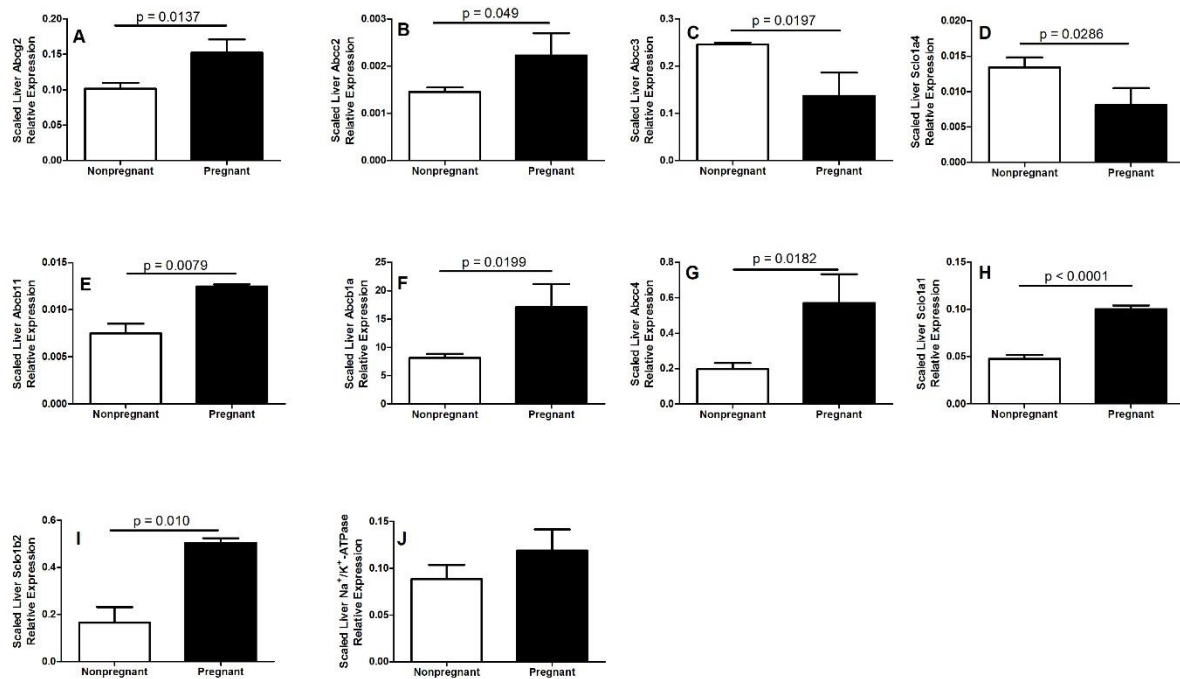 Scaled Liver Abcg2
Relative Expression
A
p = 0.0137
0.20
0.15
0.10
0.05
0.00
Nonpregnant Pregnant
Scaled Liver Abcc2
Relative Expression
B
p = 0.049
0.003
0.002
0.001
0.000
Nonpregnant Pregnant
Scaled Liver Abcc3
Relative Expression
C
p = 0.0197
0.3
0.2
0.1
0.0
Nonpregnant Pregnant
Scaled Liver Sclo1a4
Relative Expression
D
p = 0.0286
0.020
0.015
0.010
0.005
0.000
Nonpregnant Pregnant
Scaled Liver Abcb11
Relative Expression
E
p = 0.0079
0.015
0.010
0.005
0.000
Nonpregnant Pregnant
Scaled Liver Abcb1a
Relative Expression
F
p = 0.0199
25
20
15
10
5
0
Nonpregnant Pregnant
Scaled Liver Abcc4
Relative Expression
G
p = 0.0182
0.8
0.6
0.4
0.2
0.0
Nonpregnant Pregnant
Scaled Liver Sclo1a1
Relative Expression
H
p < 0.0001
0.15
0.10
0.05
0.00
Nonpregnant Pregnant
Scaled Liver Sclo1b2
Relative Expression
I
p = 0.010
0.6
0.4
0.2
0.0
Nonpregnant Pregnant
Scaled Liver Na⁺/K⁺-ATPase
Relative Expression
J
0.15
0.10
0.05
0.00
Nonpregnant Pregnant